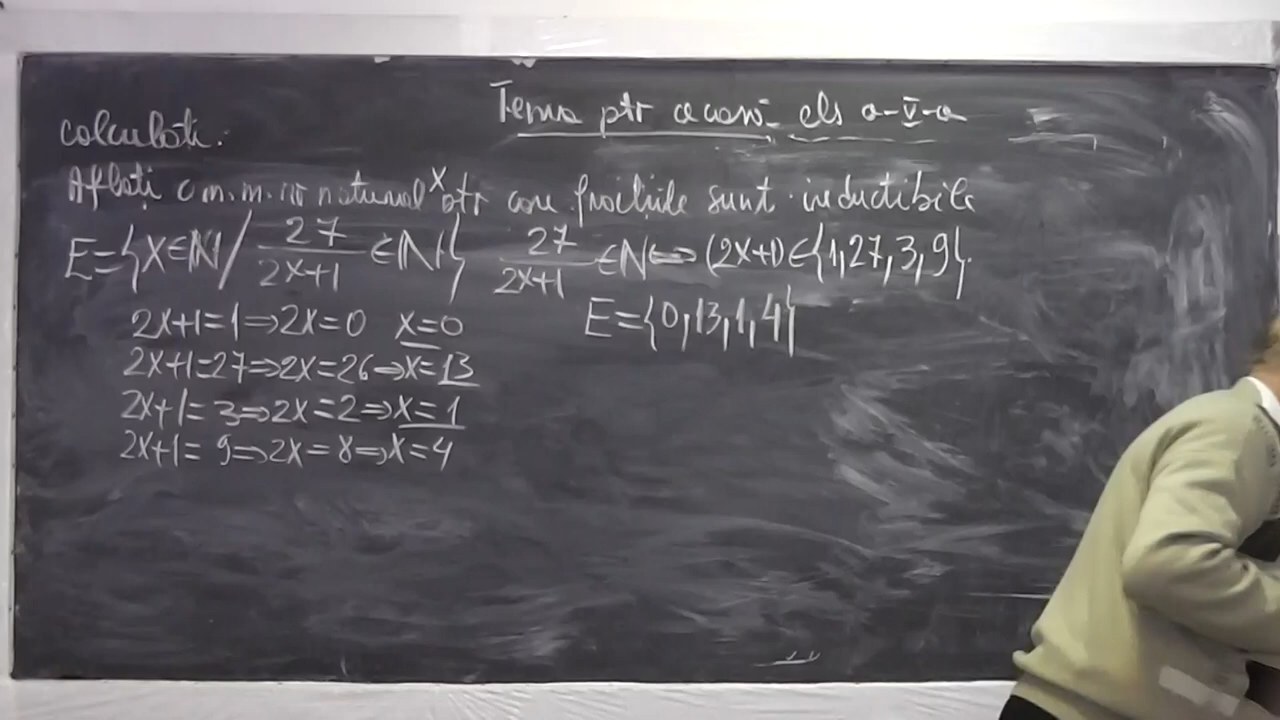 Tema ptr acasă cls a-V-a
calculati:
Aflați c m.m. nr natural x ptr care fracțiile sunt ireductibile
E={x∈ℕ/ 27/(2x+1) ∈ℕ} 27/(2x+1) ∈ℕ⟺(2x+1)∈{1,27,3,9}.
E={0,13,1,4}
2x+1=1⇒2x=0 x=0
2x+1=27⇒2x=26⇒x=13
2x+1=3⇒2x=2⇒x=1
2x+1=9⇒2x=8⇒x=4